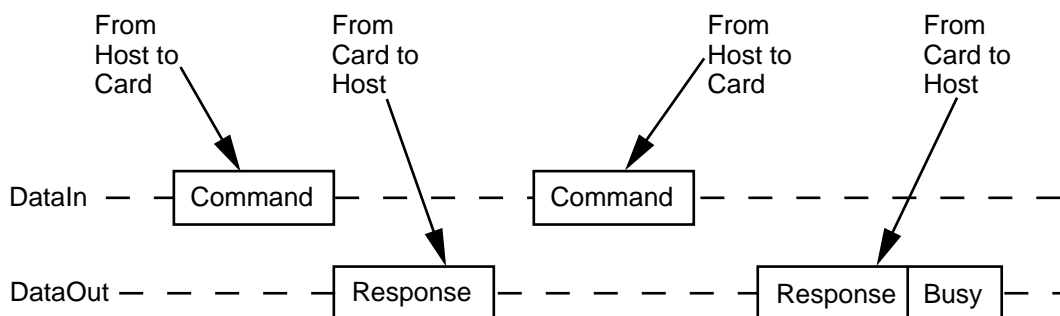 From
Host to
Card
From
Card to
Host
From
Host to
Card
From
Card to
Host
DataIn
Command
Command
DataOut
Response
Response
Busy